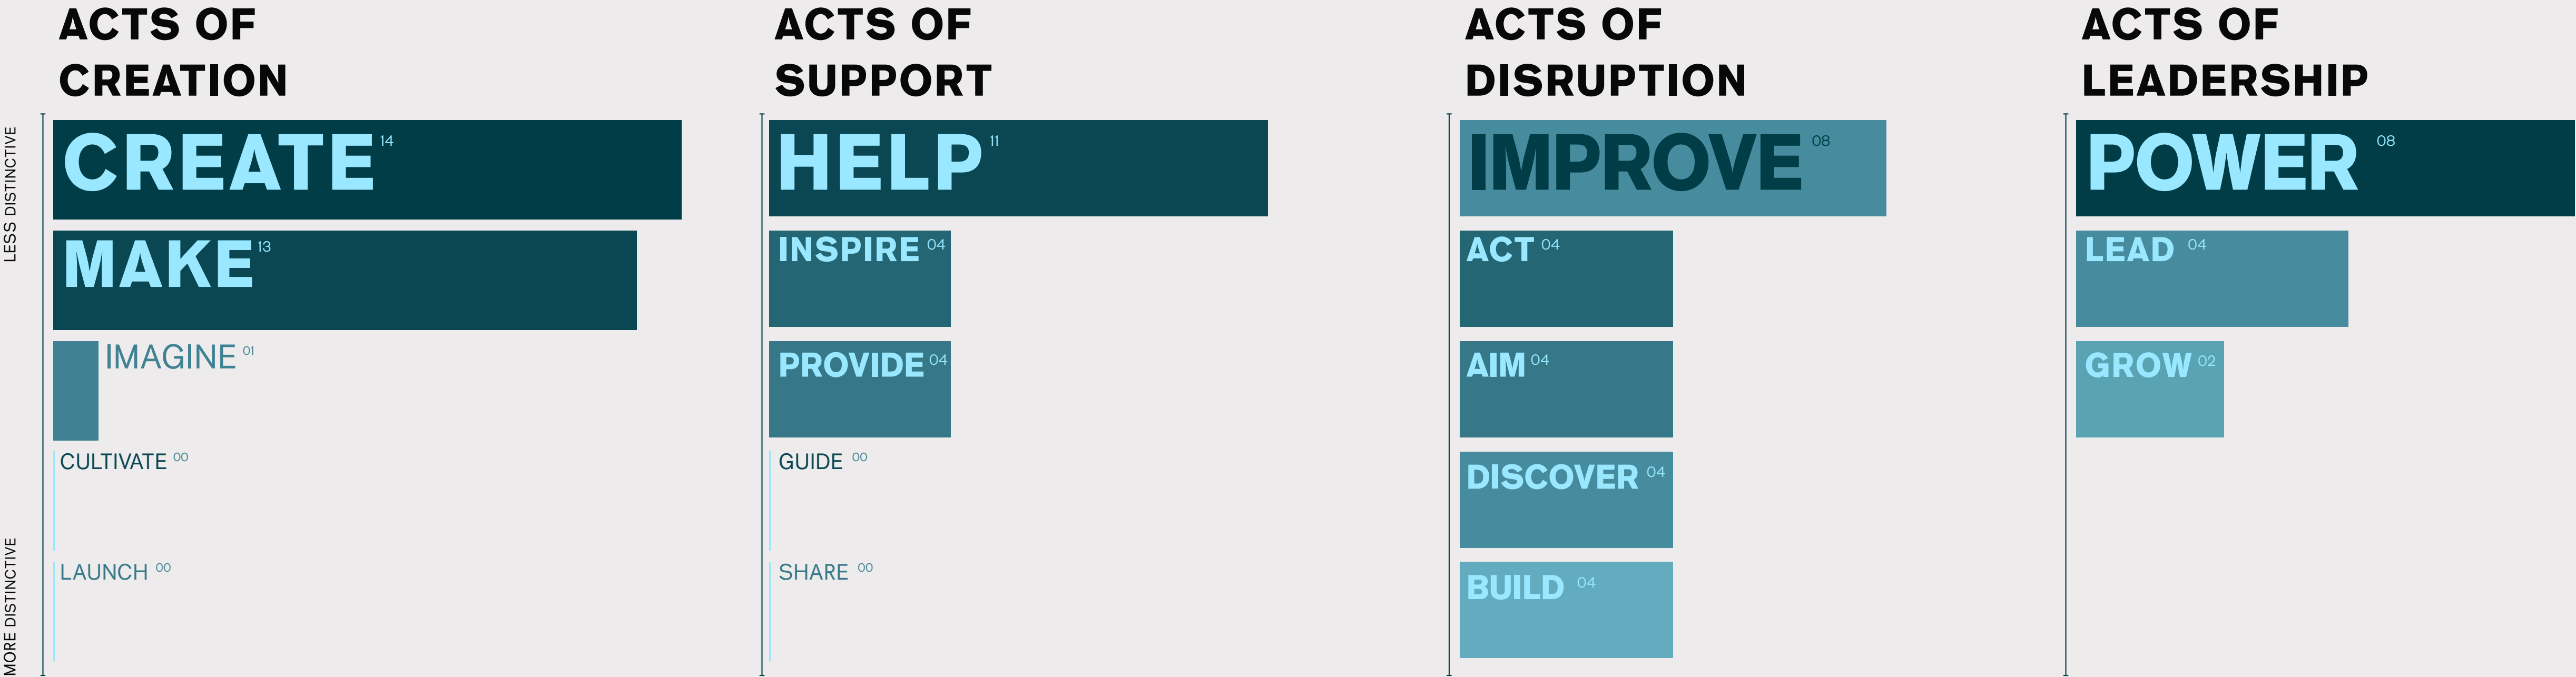 ACTS OF
CREATION
LESS DISTINCTIVE
MORE DISTINCTIVE
CREATE 14
MAKE 13
IMAGINE 01
CULTIVATE 00
LAUNCH 00
ACTS OF
SUPPORT
HELP 11
INSPIRE 04
PROVIDE 04
GUIDE 00
SHARE 00
ACTS OF
DISRUPTION
IMPROVE 08
ACT 04
AIM 04
DISCOVER 04
BUILD 04
ACTS OF
LEADERSHIP
POWER 08
LEAD 04
GROW 02